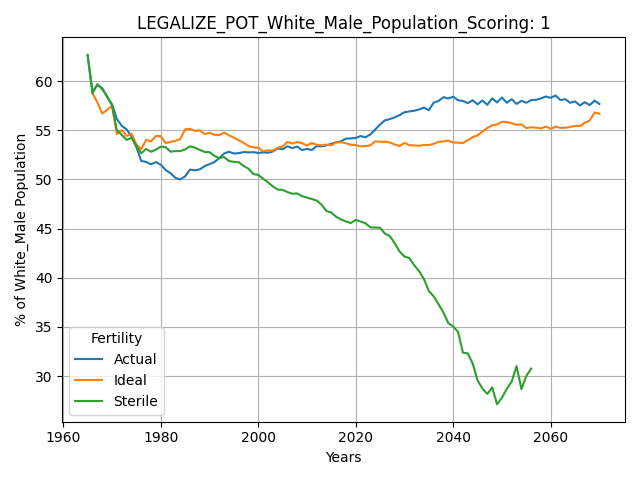 LEGALIZE_POT_White_Male_Population_Scoring: 1
% of White_Male Population
60
55
50
45
40
35
30
Fertility
Actual
Ideal
Sterile
1960
1980
2000
2020
2040
2060
Years